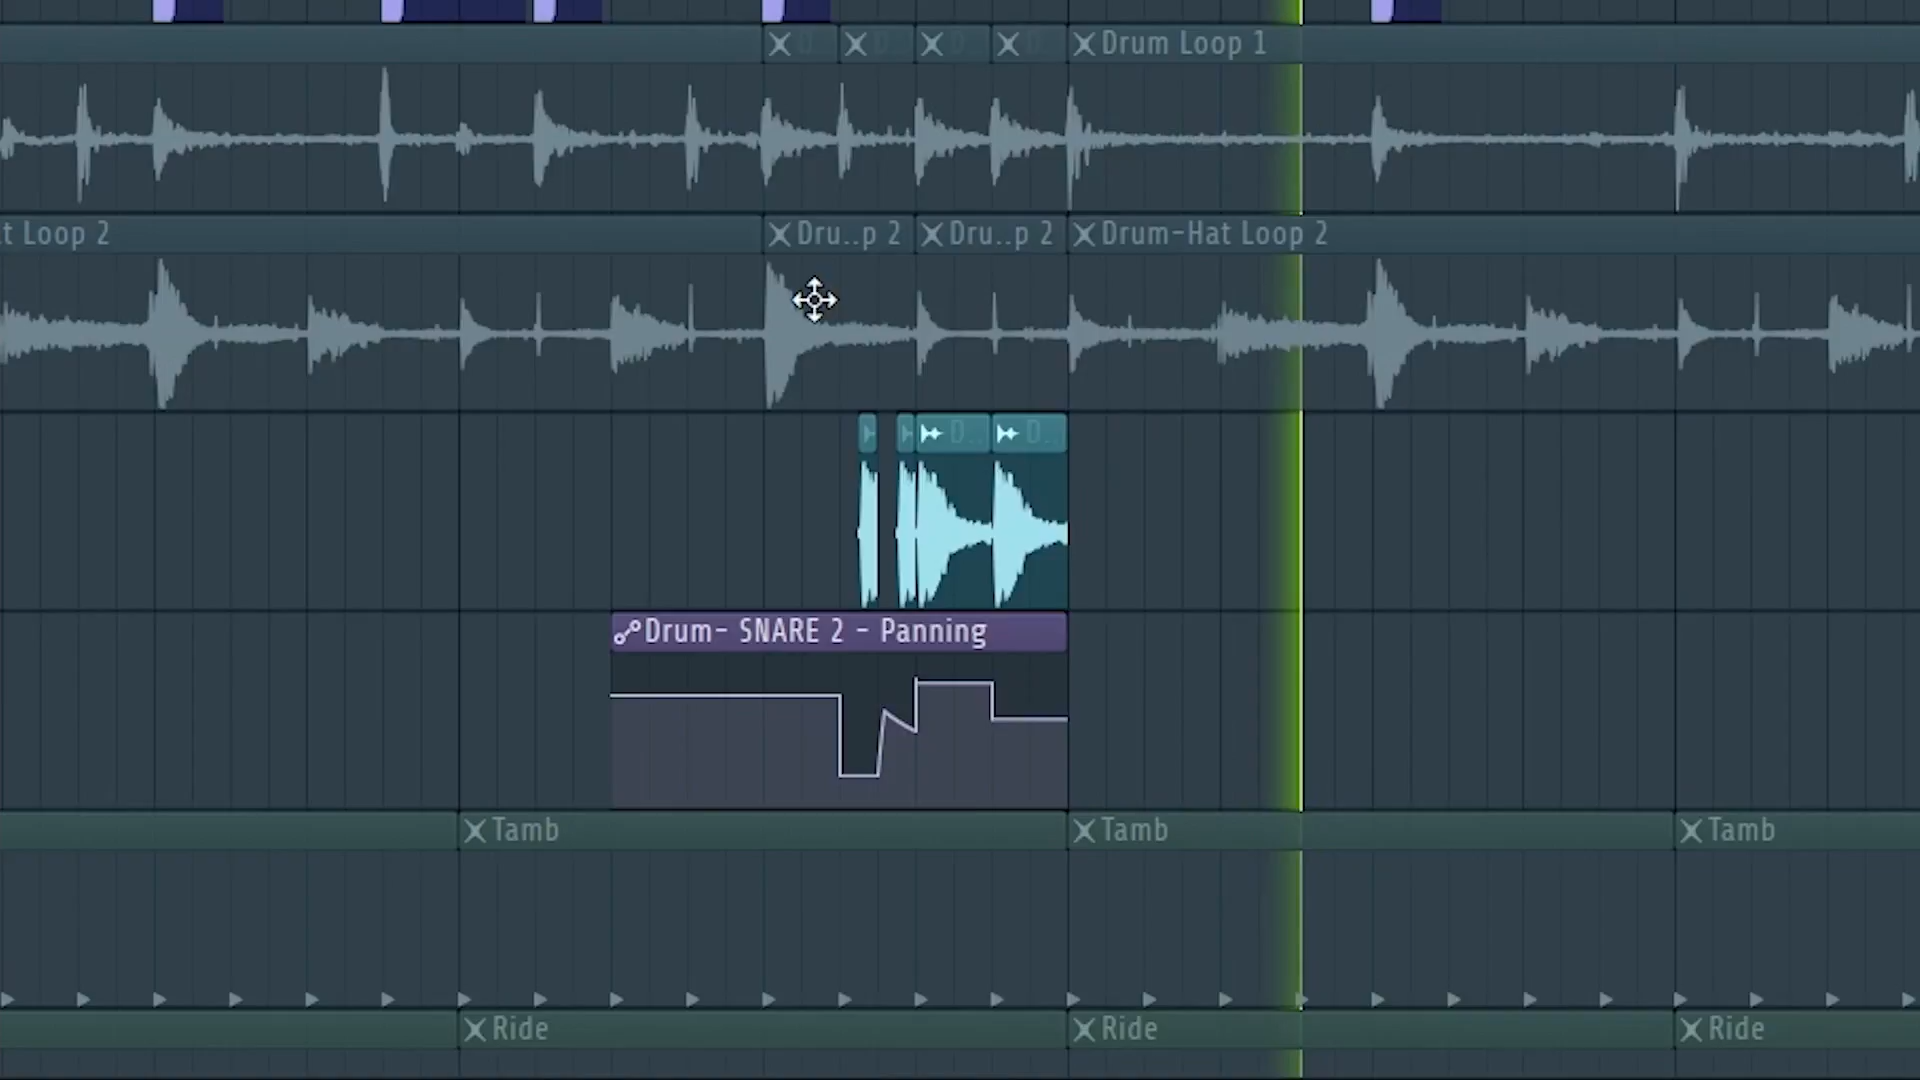 Drum Loop 1
t Loop 2
Dru..p 2
Dru..p 2
Drum-Hat Loop 2
D..
D..
Drum- SNARE 2 - Panning
Tamb
Tamb
Tamb
Ride
Ride
Ride